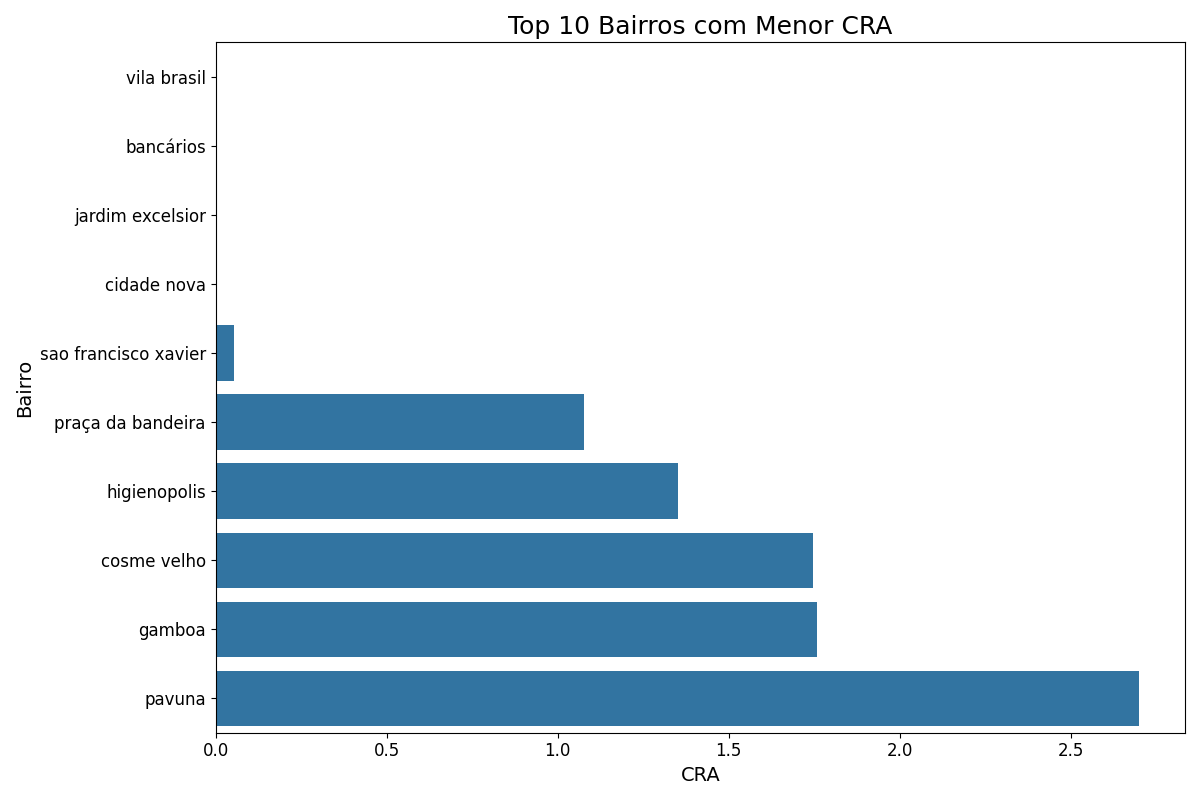 Top 10 Bairros com Menor CRA
vila brasil
bancários
jardim excelsior
cidade nova
sao francisco xavier
praça da bandeira
higienopolis
cosme velho
gamboa
pavuna
Bairro
0.0 0.5 1.0 1.5 2.0 2.5
CRA